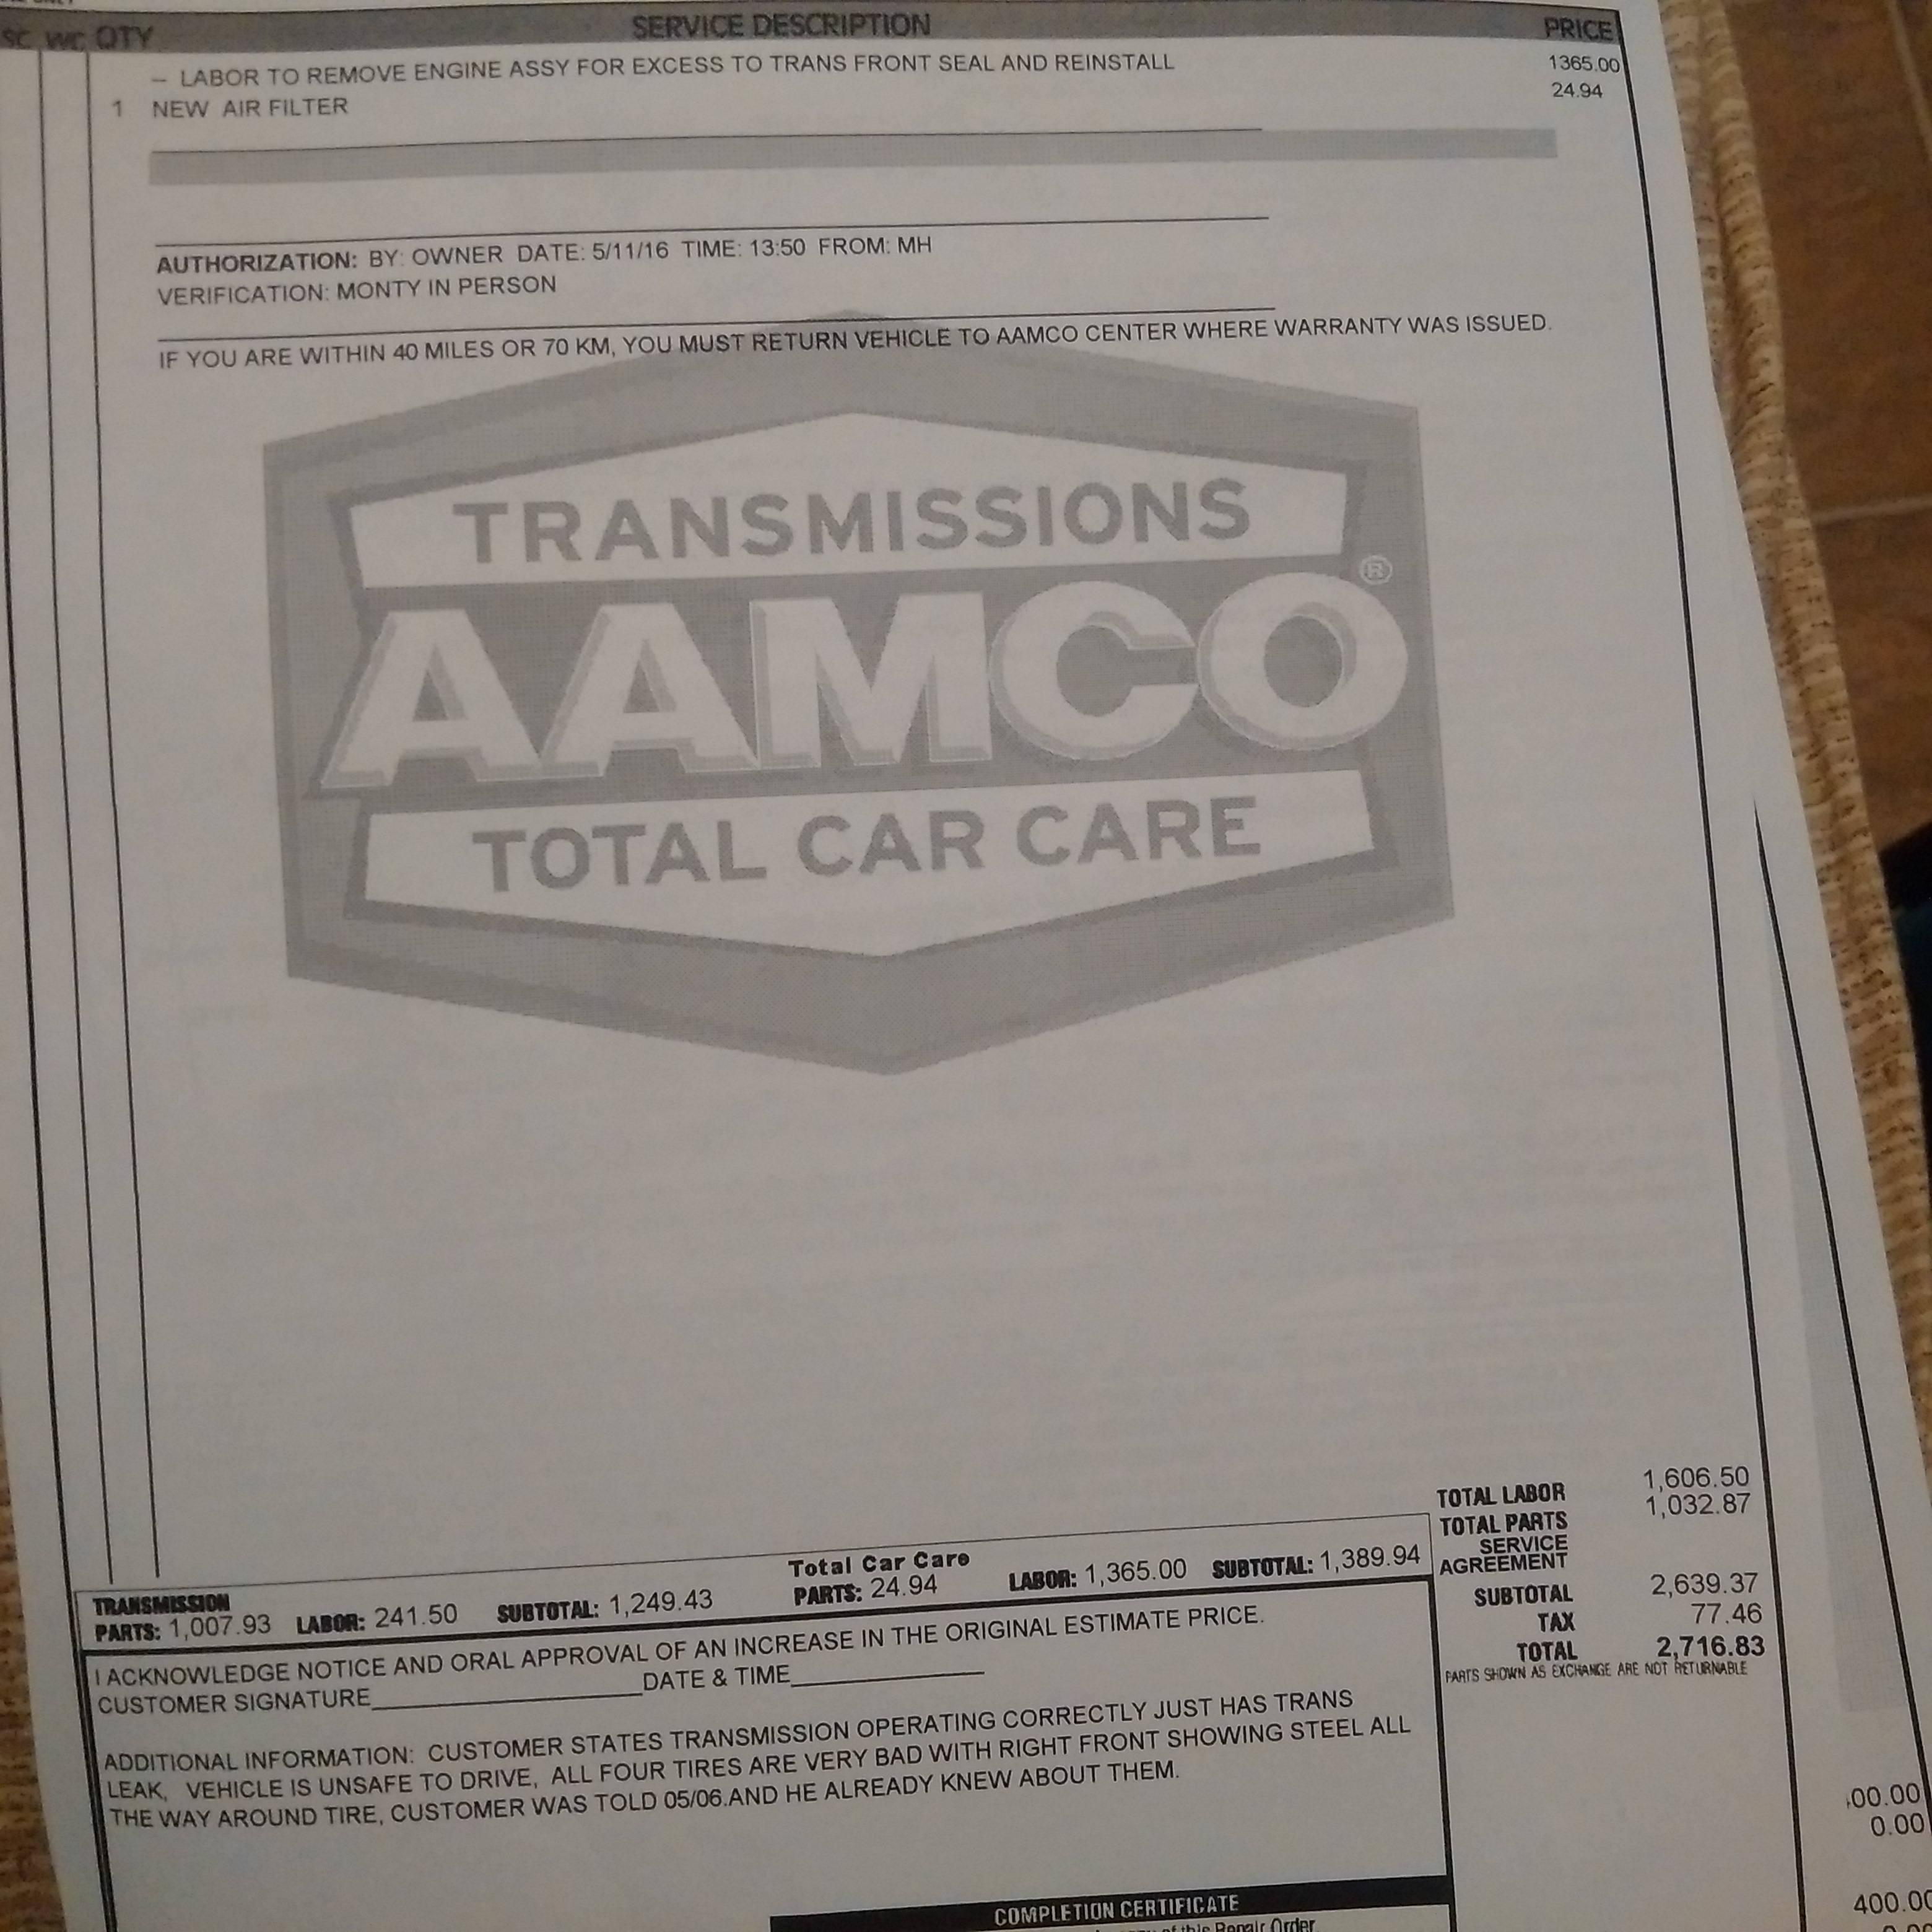 SC WC QTY SERVICE DESCRIPTION PRICE
-- LABOR TO REMOVE ENGINE ASSY FOR EXCESS TO TRANS FRONT SEAL AND REINSTALL 1365.00
1 NEW AIR FILTER 24.94
AUTHORIZATION: BY: OWNER DATE: 5/11/16 TIME: 13:50 FROM: MH
VERIFICATION: MONTY IN PERSON
IF YOU ARE WITHIN 40 MILES OR 70 KM, YOU MUST RETURN VEHICLE TO AAMCO CENTER WHERE WARRANTY WAS ISSUED.
TRANSMISSIONS
AAMCO®
TOTAL CAR CARE
TOTAL LABOR 1,606.50
TOTAL PARTS 1,032.87
SERVICE
AGREEMENT
SUBTOTAL 2,639.37
TAX 77.46
TOTAL 2,716.83
PARTS SHOWN AS EXCHANGE ARE NOT RETURNABLE
TRANSMISSION
PARTS: 1,007.93 LABOR: 241.50 SUBTOTAL: 1,249.43
Total Car Care
PARTS: 24.94 LABOR: 1,365.00 SUBTOTAL: 1,389.94
I ACKNOWLEDGE NOTICE AND ORAL APPROVAL OF AN INCREASE IN THE ORIGINAL ESTIMATE PRICE.
CUSTOMER SIGNATURE DATE & TIME
ADDITIONAL INFORMATION: CUSTOMER STATES TRANSMISSION OPERATING CORRECTLY JUST HAS TRANS
LEAK, VEHICLE IS UNSAFE TO DRIVE, ALL FOUR TIRES ARE VERY BAD WITH RIGHT FRONT SHOWING STEEL ALL
THE WAY AROUND TIRE, CUSTOMER WAS TOLD 05/06.AND HE ALREADY KNEW ABOUT THEM.
COMPLETION CERTIFICATE
of this Repair Order
00.00
0.00
400.00